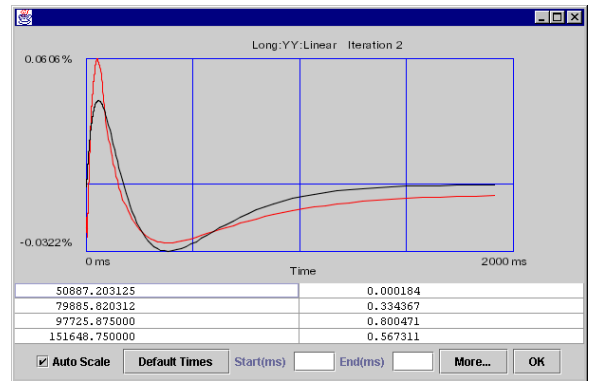 Long:YY:Linear Iteration 2
0.0606%
-0.0322%
0 ms 2000 ms
Time
50887.203125 0.000184
79885.820312 0.334367
97725.875000 0.800471
151648.750000 0.567311
Auto Scale Default Times Start(ms) End(ms) More... OK